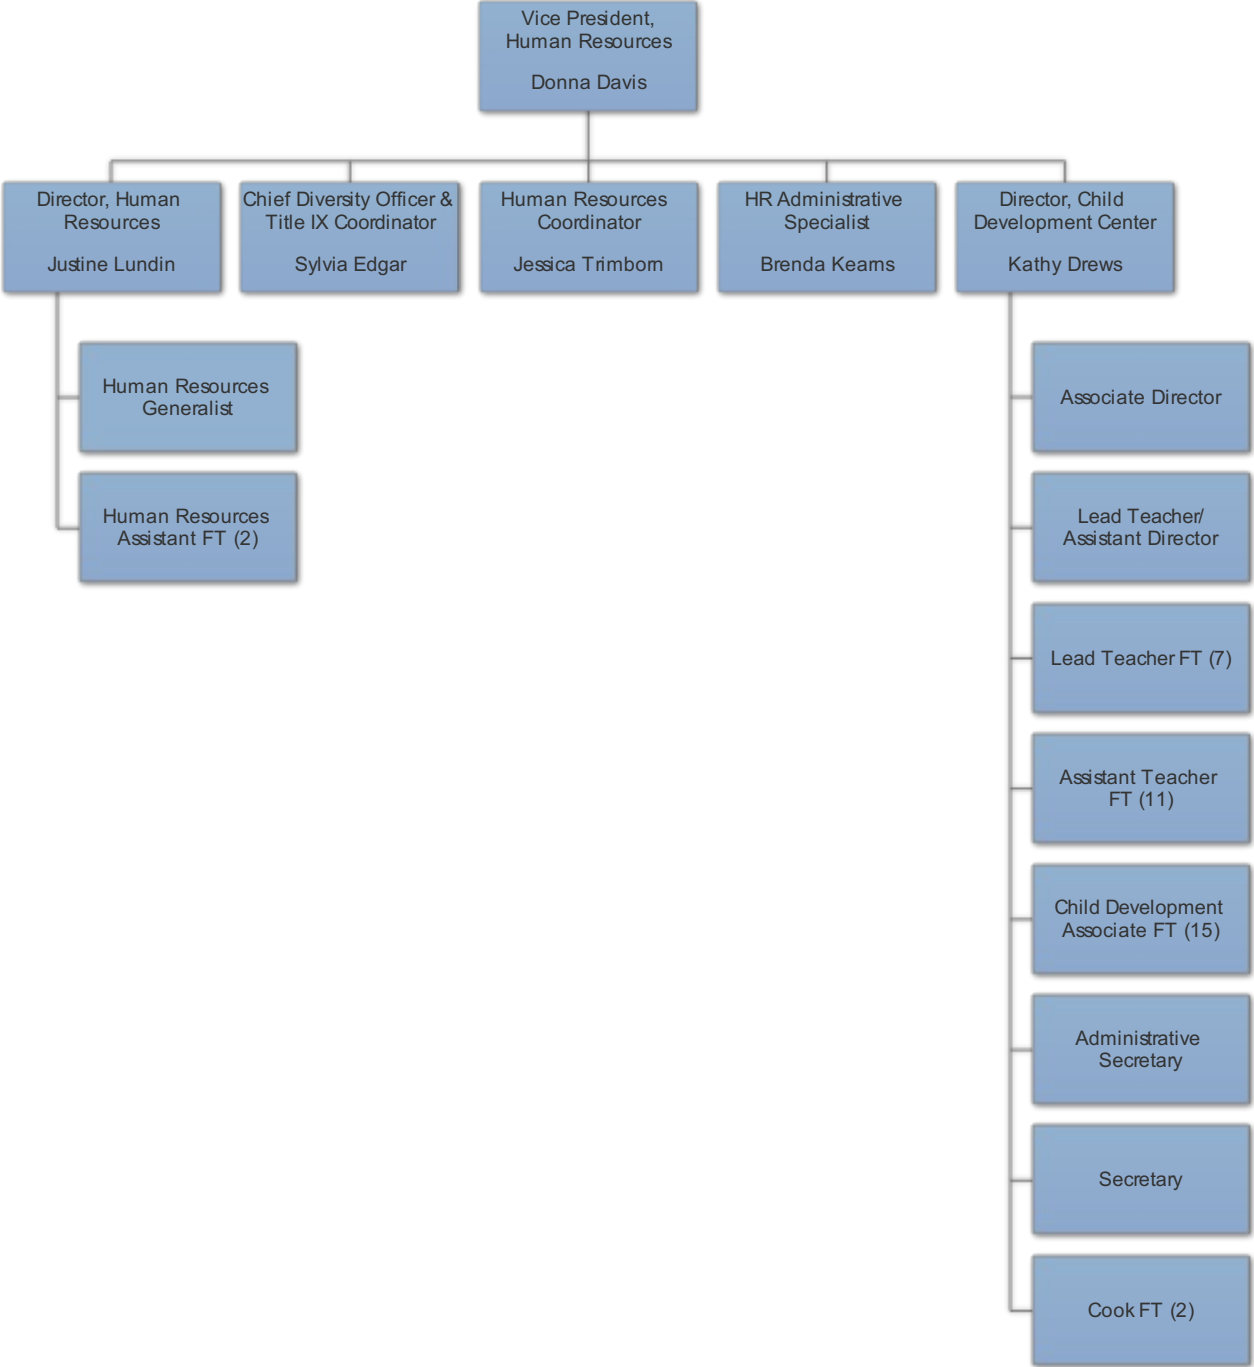 Vice President,
Human Resources
Donna Davis
Director, Human
Resources
Justine Lundin
Chief Diversity Officer &
Title IX Coordinator
Sylvia Edgar
Human Resources
Coordinator
Jessica Trimborn
HR Administrative
Specialist
Brenda Kearns
Director, Child
Development Center
Kathy Drews
Human Resources
Generalist
Human Resources
Assistant FT (2)
Associate Director
Lead Teacher/
Assistant Director
Lead Teacher FT (7)
Assistant Teacher
FT (11)
Child Development
Associate FT (15)
Administrative
Secretary
Secretary
Cook FT (2)